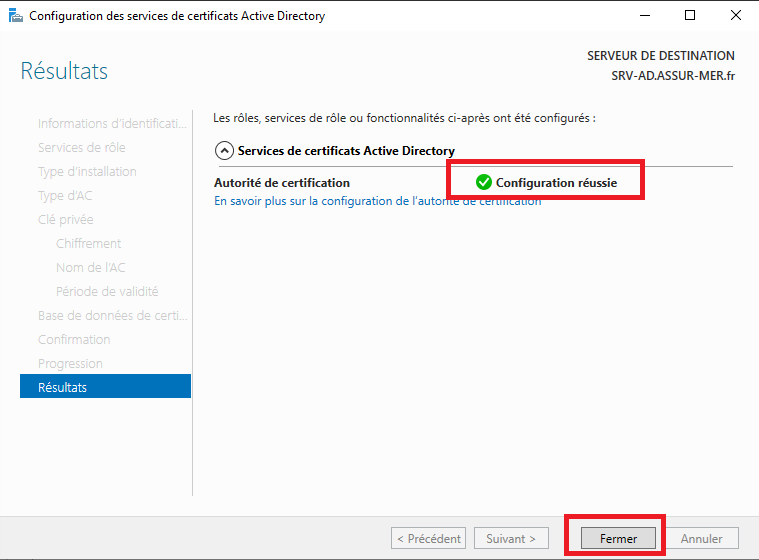 Configuration des services de certificats Active Directory
Résultats
SERVEUR DE DESTINATION
SRV-AD.ASSUR-MER.fr
Informations d'identificati...
Services de rôle
Type d'installation
Type d'AC
Clé privée
Chiffrement
Nom de l'AC
Période de validité
Base de données de certi...
Confirmation
Progression
Résultats
Les rôles, services de rôle ou fonctionnalités ci-après ont été configurés :
Services de certificats Active Directory
Autorité de certification Configuration réussie
En savoir plus sur la configuration de l'autorité de certification
< Précédent Suivant > Fermer Annuler